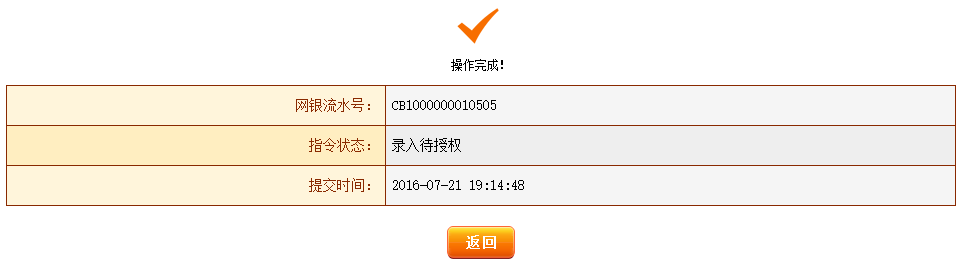 操作完成!
网银流水号： CB1000000010505
指令状态： 录入待授权
提交时间： 2016-07-21 19:14:48
返回